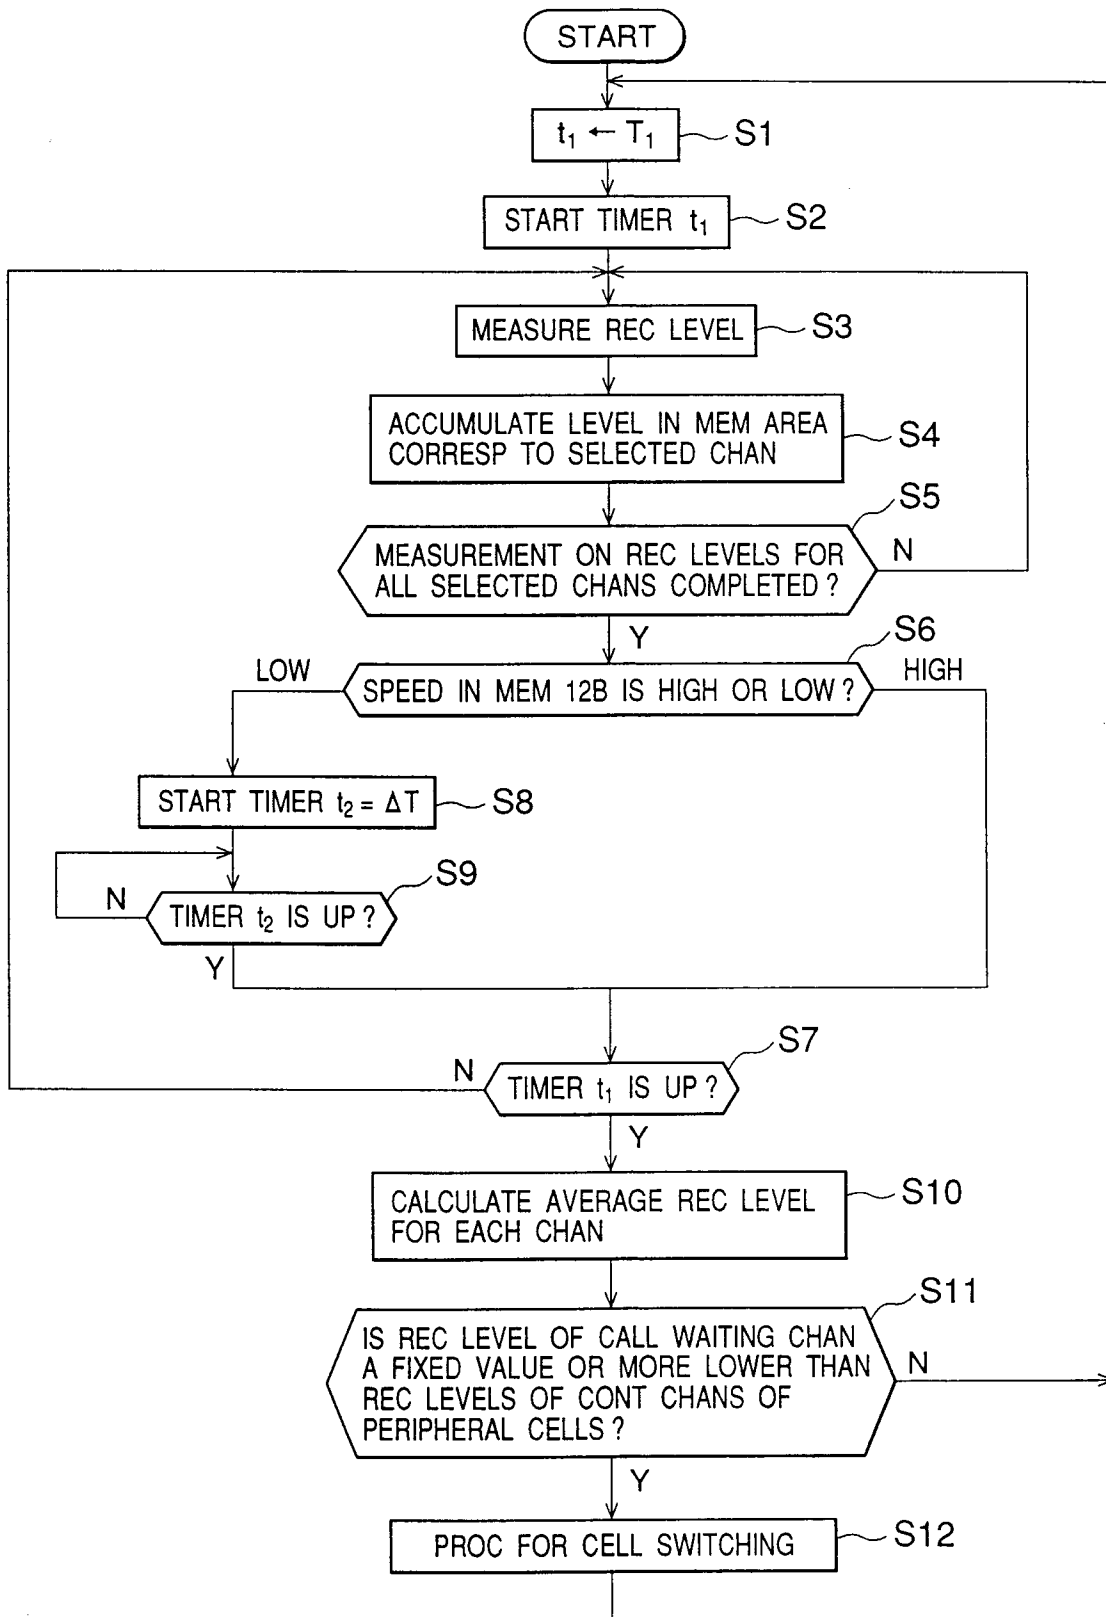 START
t₁ ← T₁
S1
START TIMER t₁
S2
MEASURE REC LEVEL
S3
ACCUMULATE LEVEL IN MEM AREA
CORRESP TO SELECTED CHAN
S4
S5
MEASUREMENT ON REC LEVELS FOR
ALL SELECTED CHANS COMPLETED ?
N
Y
S6
LOW
SPEED IN MEM 12B IS HIGH OR LOW ?
HIGH
START TIMER t₂ = ΔT
S8
S9
N
TIMER t₂ IS UP ?
Y
S7
N
TIMER t₁ IS UP ?
Y
CALCULATE AVERAGE REC LEVEL
FOR EACH CHAN
S10
S11
IS REC LEVEL OF CALL WAITING CHAN
A FIXED VALUE OR MORE LOWER THAN
REC LEVELS OF CONT CHANS OF
PERIPHERAL CELLS ?
N
Y
PROC FOR CELL SWITCHING
S12